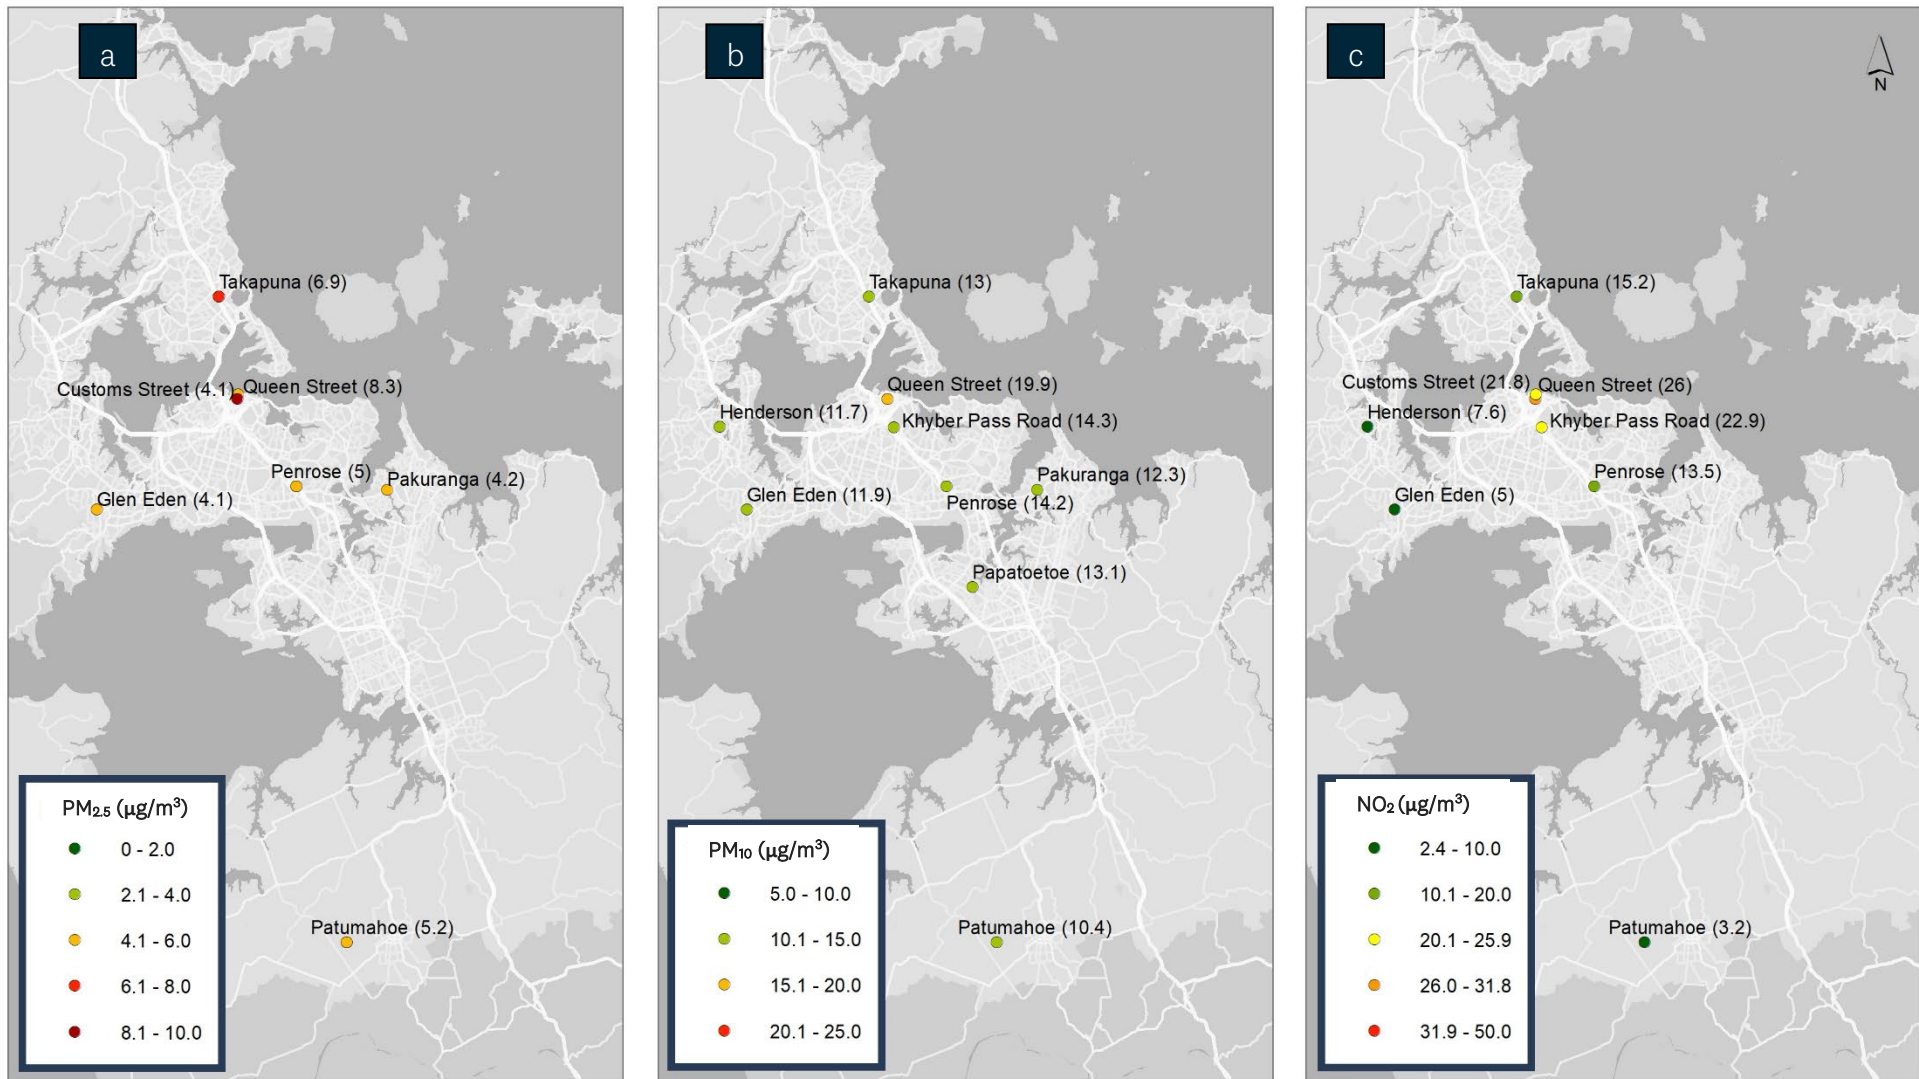 a
Takapuna (6.9)
Customs Street (4.1)
Queen Street (8.3)
Penrose (5)
Pakuranga (4.2)
Glen Eden (4.1)
Patumahoe (5.2)
PM₂.₅ (µg/m³)
0 - 2.0
2.1 - 4.0
4.1 - 6.0
6.1 - 8.0
8.1 - 10.0
b
Takapuna (13)
Queen Street (19.9)
Henderson (11.7)
Khyber Pass Road (14.3)
Pakuranga (12.3)
Glen Eden (11.9)
Penrose (14.2)
Papatoetoe (13.1)
Patumahoe (10.4)
PM₁₀ (µg/m³)
5.0 - 10.0
10.1 - 15.0
15.1 - 20.0
20.1 - 25.0
c
N
Takapuna (15.2)
Customs Street (21.8)
Queen Street (26)
Henderson (7.6)
Khyber Pass Road (22.9)
Penrose (13.5)
Glen Eden (5)
Patumahoe (3.2)
NO₂ (µg/m³)
2.4 - 10.0
10.1 - 20.0
20.1 - 25.9
26.0 - 31.8
31.9 - 50.0